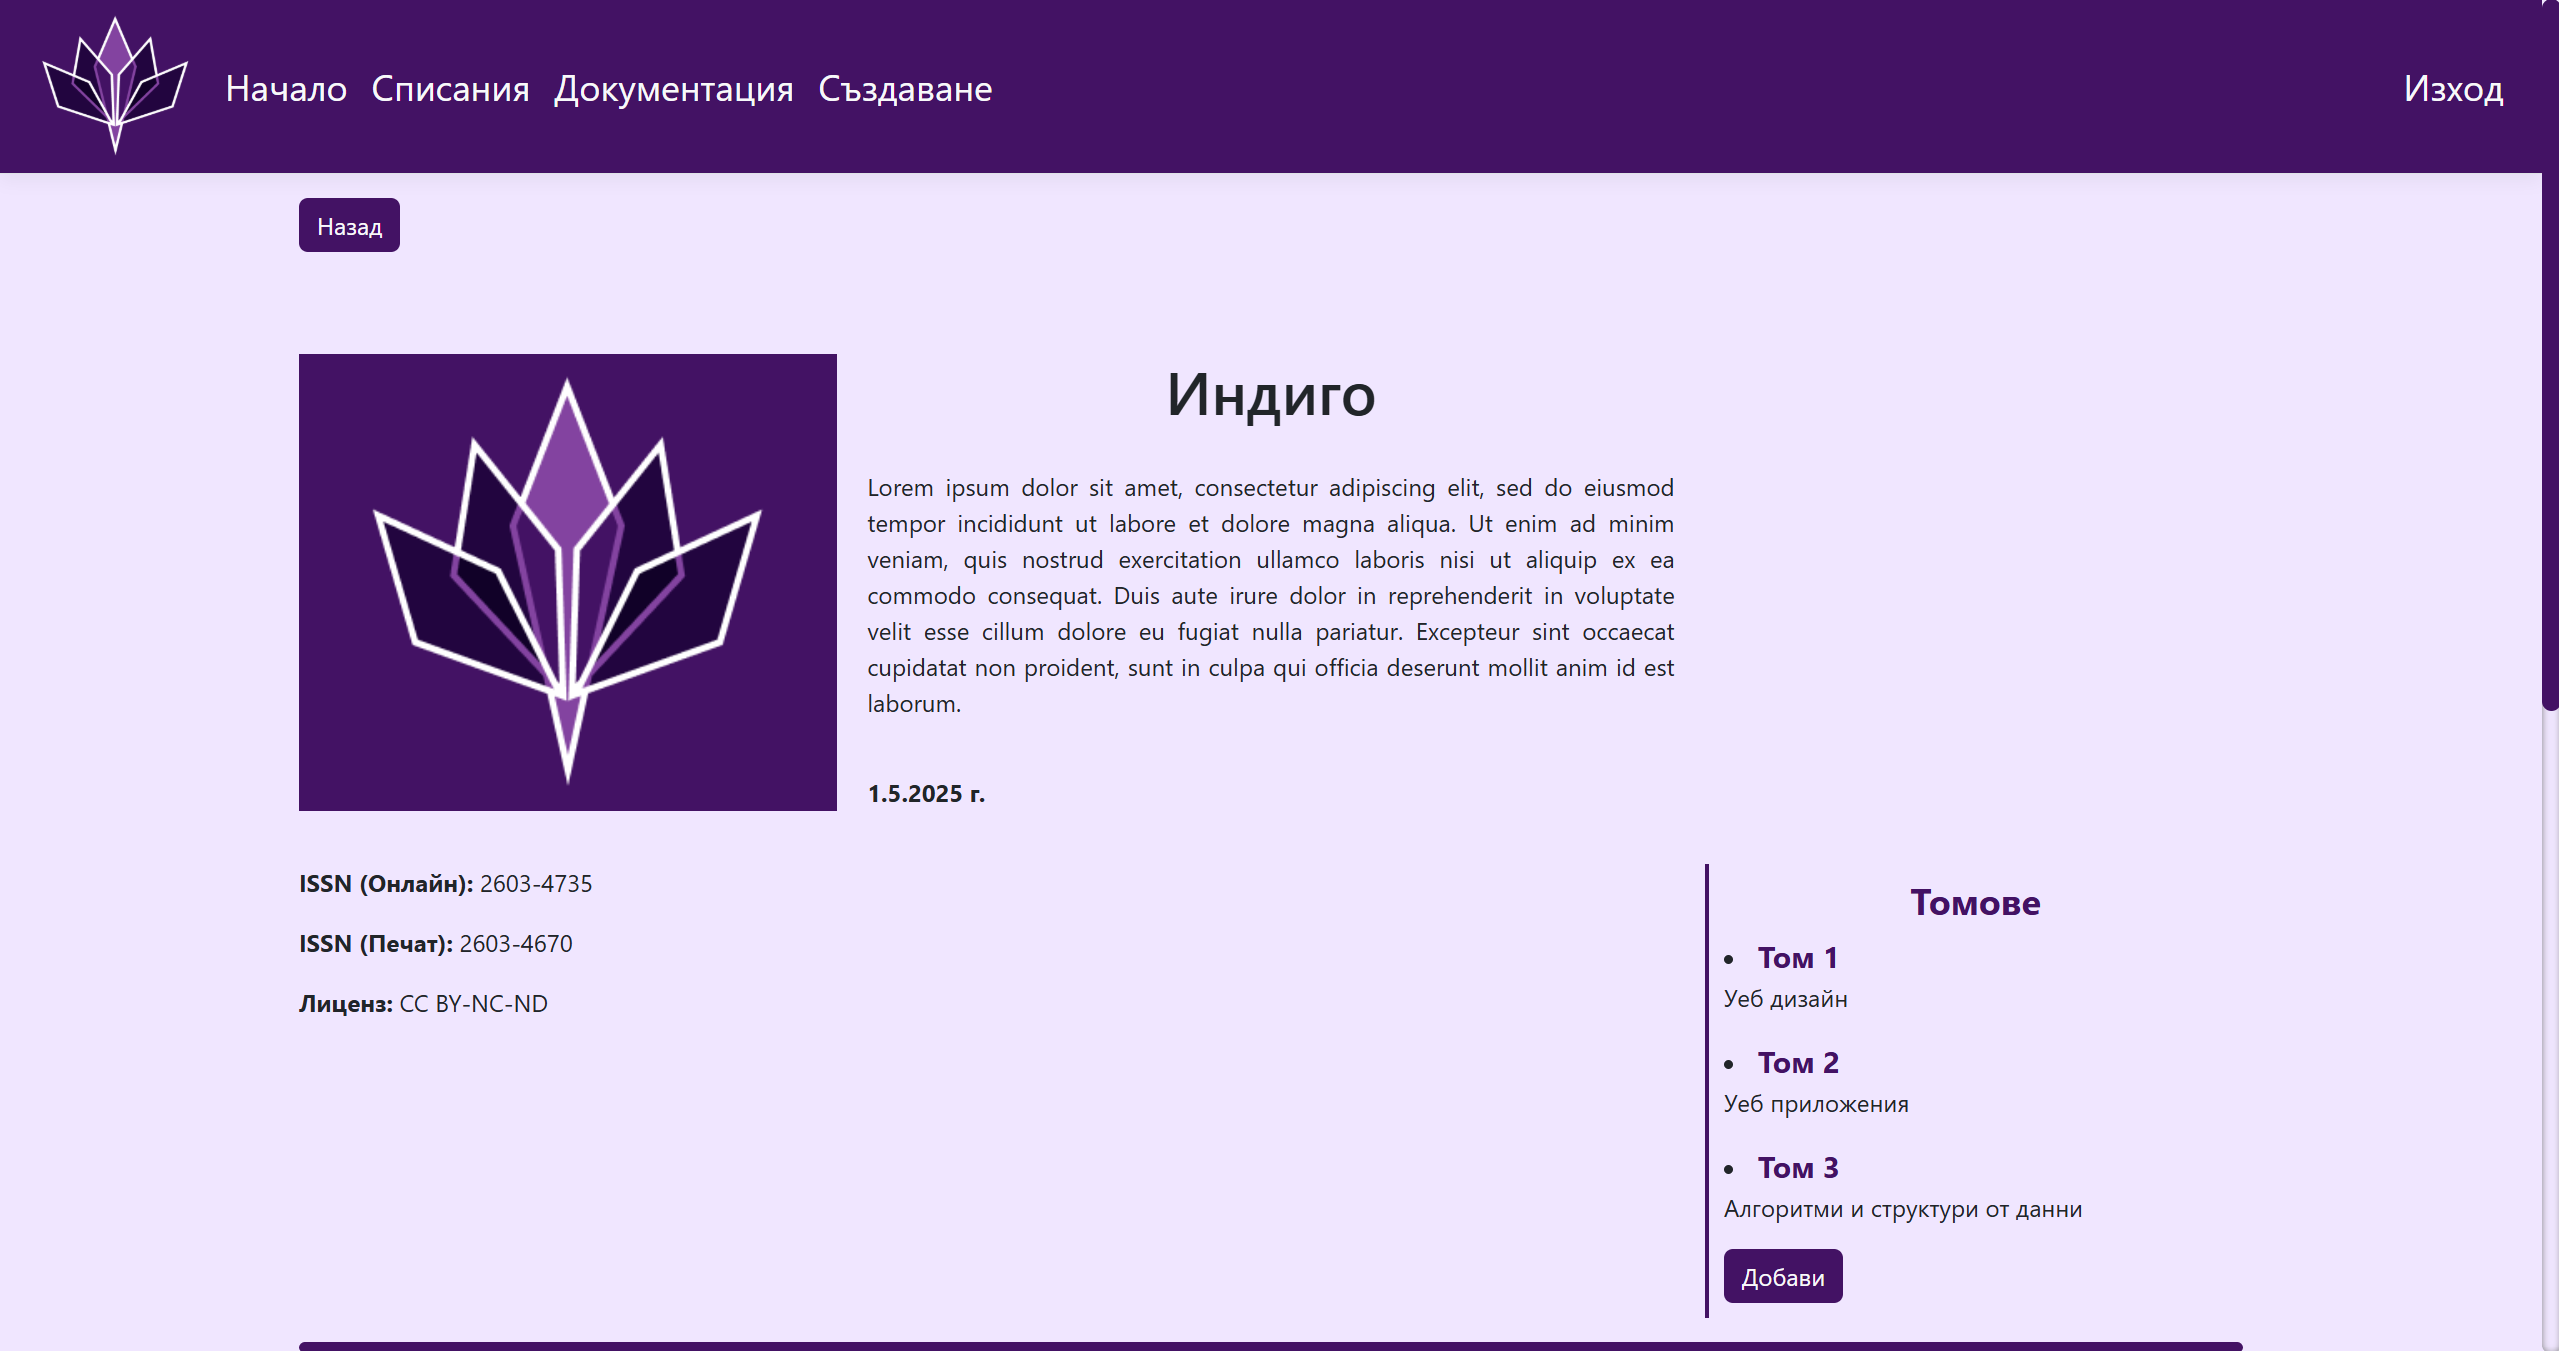 Начало Списания Документация Създаване Изход
Назад
Индиго
Lorem ipsum dolor sit amet, consectetur adipiscing elit, sed do eiusmod
tempor incididunt ut labore et dolore magna aliqua. Ut enim ad minim
veniam, quis nostrud exercitation ullamco laboris nisi ut aliquip ex ea
commodo consequat. Duis aute irure dolor in reprehenderit in voluptate
velit esse cillum dolore eu fugiat nulla pariatur. Excepteur sint occaecat
cupidatat non proident, sunt in culpa qui officia deserunt mollit anim id est
laborum.
1.5.2025 г.
ISSN (Онлайн): 2603-4735
ISSN (Печат): 2603-4670
Лиценз: CC BY-NC-ND
Томове
• Том 1
Уеб дизайн
• Том 2
Уеб приложения
• Том 3
Алгоритми и структури от данни
Добави